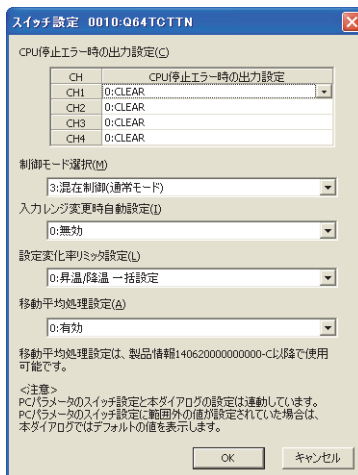 スイッチ設定 0010:Q64TCTTN
CPU停止エラー時の出力設定(C)
CH CPU停止エラー時の出力設定
CH1 0:CLEAR
CH2 0:CLEAR
CH3 0:CLEAR
CH4 0:CLEAR
制御モード選択(M)
3:混在制御(通常モード)
入力レンジ変更時自動設定(I)
0:無効
設定変化率リミッタ設定(L)
0:昇温/降温 一括設定
移動平均処理設定(A)
0:有効
移動平均処理設定は、製品情報140620000000000-C以降で使用
可能です。
<注意>
PCパラメータのスイッチ設定と本ダイアログの設定は連動しています。
PCパラメータのスイッチ設定に範囲外の値が設定されていた場合は、
本ダイアログではデフォルトの値を表示します。
OK キャンセル